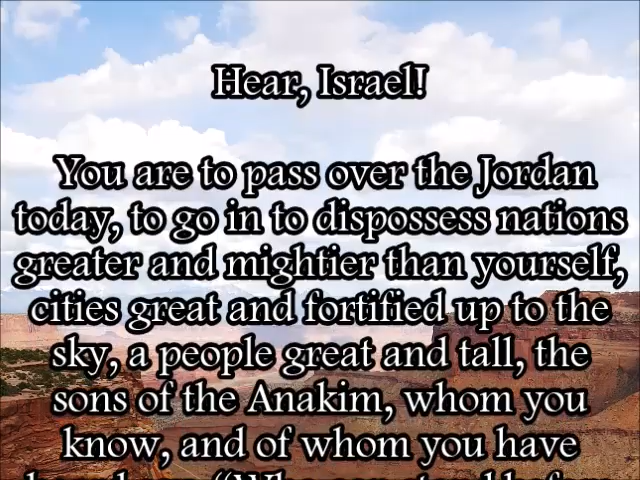 Hear, Israel!
You are to pass over the Jordan
today, to go in to dispossess nations
greater and mightier than yourself,
cities great and fortified up to the
sky, a people great and tall, the
sons of the Anakim, whom you
know, and of whom you have